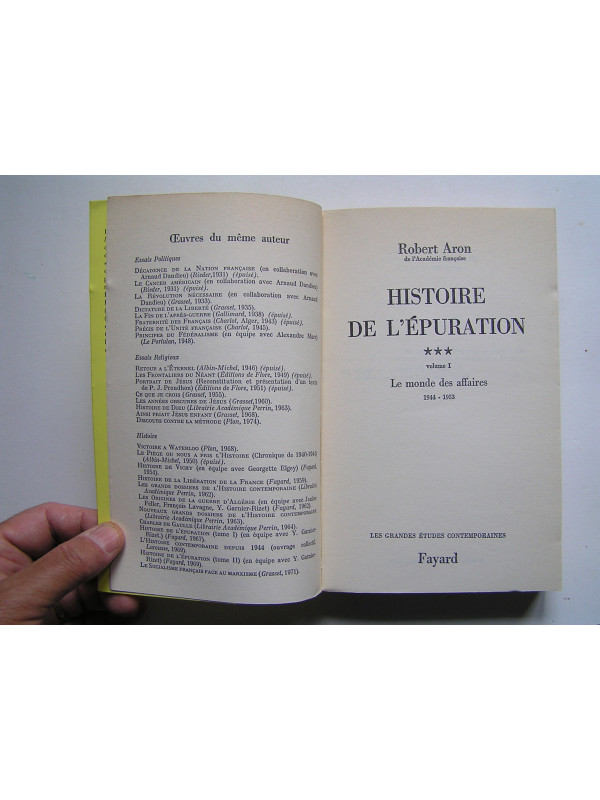 Œuvres du même auteur
Essais Politiques
DÉCADENCE DE LA NATION FRANÇAISE (en collaboration avec
Arnaud Dandieu) (Rieder, 1931) (épuisé).
LE CANCER AMÉRICAIN (en collaboration avec Arnaud Dandieu)
(Rieder, 1931) (épuisé).
LA RÉVOLUTION NÉCESSAIRE (en collaboration avec Arnaud
Dandieu) (Grasset, 1933).
DICTATURE DE LA LIBERTÉ (Grasset, 1935).
LA FIN DE L'APRÈS-GUERRE (Gallimard, 1938) (épuisé).
FRATERNITÉ DES FRANÇAIS (Charlot, Alger, 1943) (épuisé).
PRÉCIS DE L'UNITÉ FRANÇAISE (Charlot, 1945).
PRINCIPES DU FÉDÉRALISME (en équipe avec Alexandre Marc)
(Le Portulan, 1948).
Essais Religieux
RETOUR A L'ÉTERNEL (Albin-Michel, 1946) (épuisé).
LES FRONTALIERS DU NÉANT (Éditions de Flore, 1949) (épuisé).
PORTRAIT DE JÉSUS (Reconstitution et présentation d'un texte
de P. J. Proudhon) (Éditions de Flore, 1951) (épuisé).
CE QUE JE CROIS (Grasset, 1955).
LES ANNÉES OBSCURES DE JÉSUS (Grasset, 1960).
HISTOIRE DE DIEU (Librairie Académique Perrin, 1963).
AINSI PRIAIT JÉSUS ENFANT (Grasset, 1968).
DISCOURS CONTRE LA MÉTHODE (Plon, 1974).
Histoire
VICTOIRE A WATERLOO (Plon, 1968).
LE PIÈGE OU NOUS A PRIS L'HISTOIRE (Chronique de 1940-1944)
(Albin-Michel, 1950) (épuisé).
HISTOIRE DE VICHY (en équipe avec Georgette Elgey) (Fayard,
1954).
HISTOIRE DE LA LIBÉRATION DE LA FRANCE (Fayard, 1959).
LES GRANDS DOSSIERS DE L'HISTOIRE CONTEMPORAINE (Librairie
Académique Perrin, 1962).
LES ORIGINES DE LA GUERRE D'ALGÉRIE (en équipe avec Janine
Pellet, François Lavagne, Y. Garnier-Rizet) (Fayard, 1962).
NOUVEAUX GRANDS DOSSIERS DE L'HISTOIRE CONTEMPORAINE
(Librairie Académique Perrin, 1963).
CHARLES DE GAULLE (Librairie Académique Perrin, 1964).
HISTOIRE DE L'ÉPURATION (tome I) (en équipe avec Y. Garnier-
Rizet.) (Fayard, 1967).
L'HISTOIRE CONTEMPORAINE DEPUIS 1944 (ouvrage collectif,
Larousse, 1969).
HISTOIRE DE L'ÉPURATION (tome II) (en équipe avec Y. Garnier-
Rizet) (Fayard, 1969).
LE SOCIALISME FRANÇAIS FACE AU MARXISME (Grasset, 1971).
Robert Aron
de l'Académie française
HISTOIRE
DE L'ÉPURATION
★★★
volume I
Le monde des affaires
1944 - 1953
LES GRANDES ÉTUDES CONTEMPORAINES
Fayard